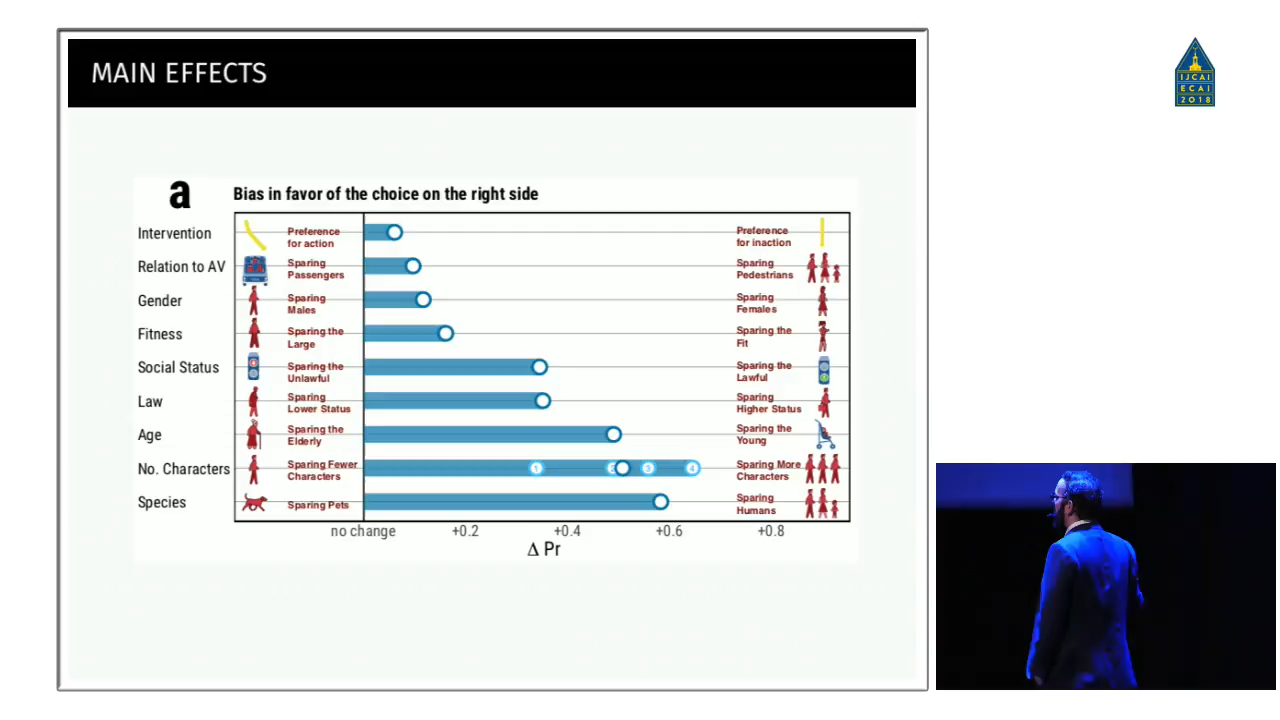 MAIN EFFECTS
IJCAI
ECAI
2018
a
Bias in favor of the choice on the right side
Intervention
Preference
for action
Preference
for inaction
Relation to AV
Sparing
Passengers
Sparing
Pedestrians
Gender
Sparing
Males
Sparing
Females
Fitness
Sparing the
Large
Sparing the
Fit
Social Status
Sparing the
Unlawful
Sparing the
Lawful
Law
Sparing
Lower Status
Sparing
Higher Status
Age
Sparing the
Elderly
Sparing the
Young
No. Characters
Sparing Fewer
Characters
1
2
3
4
Sparing More
Characters
Species
Sparing Pets
Sparing
Humans
no change
+0.2
+0.4
+0.6
+0.8
Δ Pr